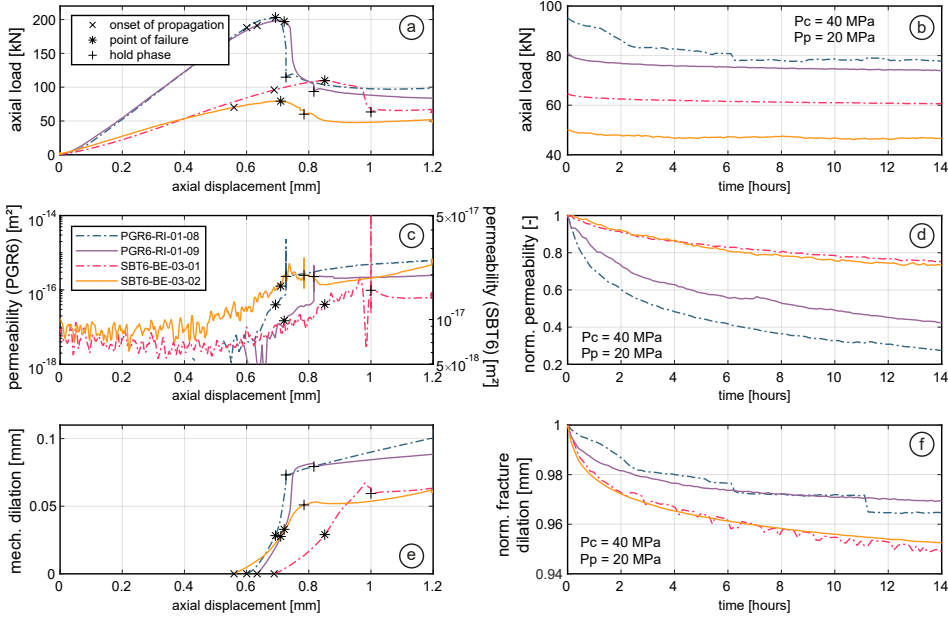 200
150
100
50
0
axial load [kN]
× onset of propagation
✱ point of failure
+ hold phase
a
0 0.2 0.4 0.6 0.8 1 1.2
axial displacement [mm]
100
80
60
40
axial load [kN]
Pc = 40 MPa
Pp = 20 MPa
b
0 2 4 6 8 10 12 14
time [hours]
10⁻¹⁴
10⁻¹⁶
10⁻¹⁸
permeability (PGR6) [m²]
PGR6-RI-01-08
PGR6-RI-01-09
SBT6-BE-03-01
SBT6-BE-03-02
c
5×10⁻¹⁷
10⁻¹⁷
5×10⁻¹⁸
permeability (SBT6) [m²]
0 0.2 0.4 0.6 0.8 1 1.2
axial displacement [mm]
1
0.8
0.6
0.4
0.2
norm. permeability [-]
d
Pc = 40 MPa
Pp = 20 MPa
0 2 4 6 8 10 12 14
time [hours]
0.1
0.05
0
mech. dilation [mm]
e
0 0.2 0.4 0.6 0.8 1 1.2
axial displacement [mm]
1
0.98
0.96
0.94
norm. fracture
dilation [mm]
f
Pc = 40 MPa
Pp = 20 MPa
0 2 4 6 8 10 12 14
time [hours]